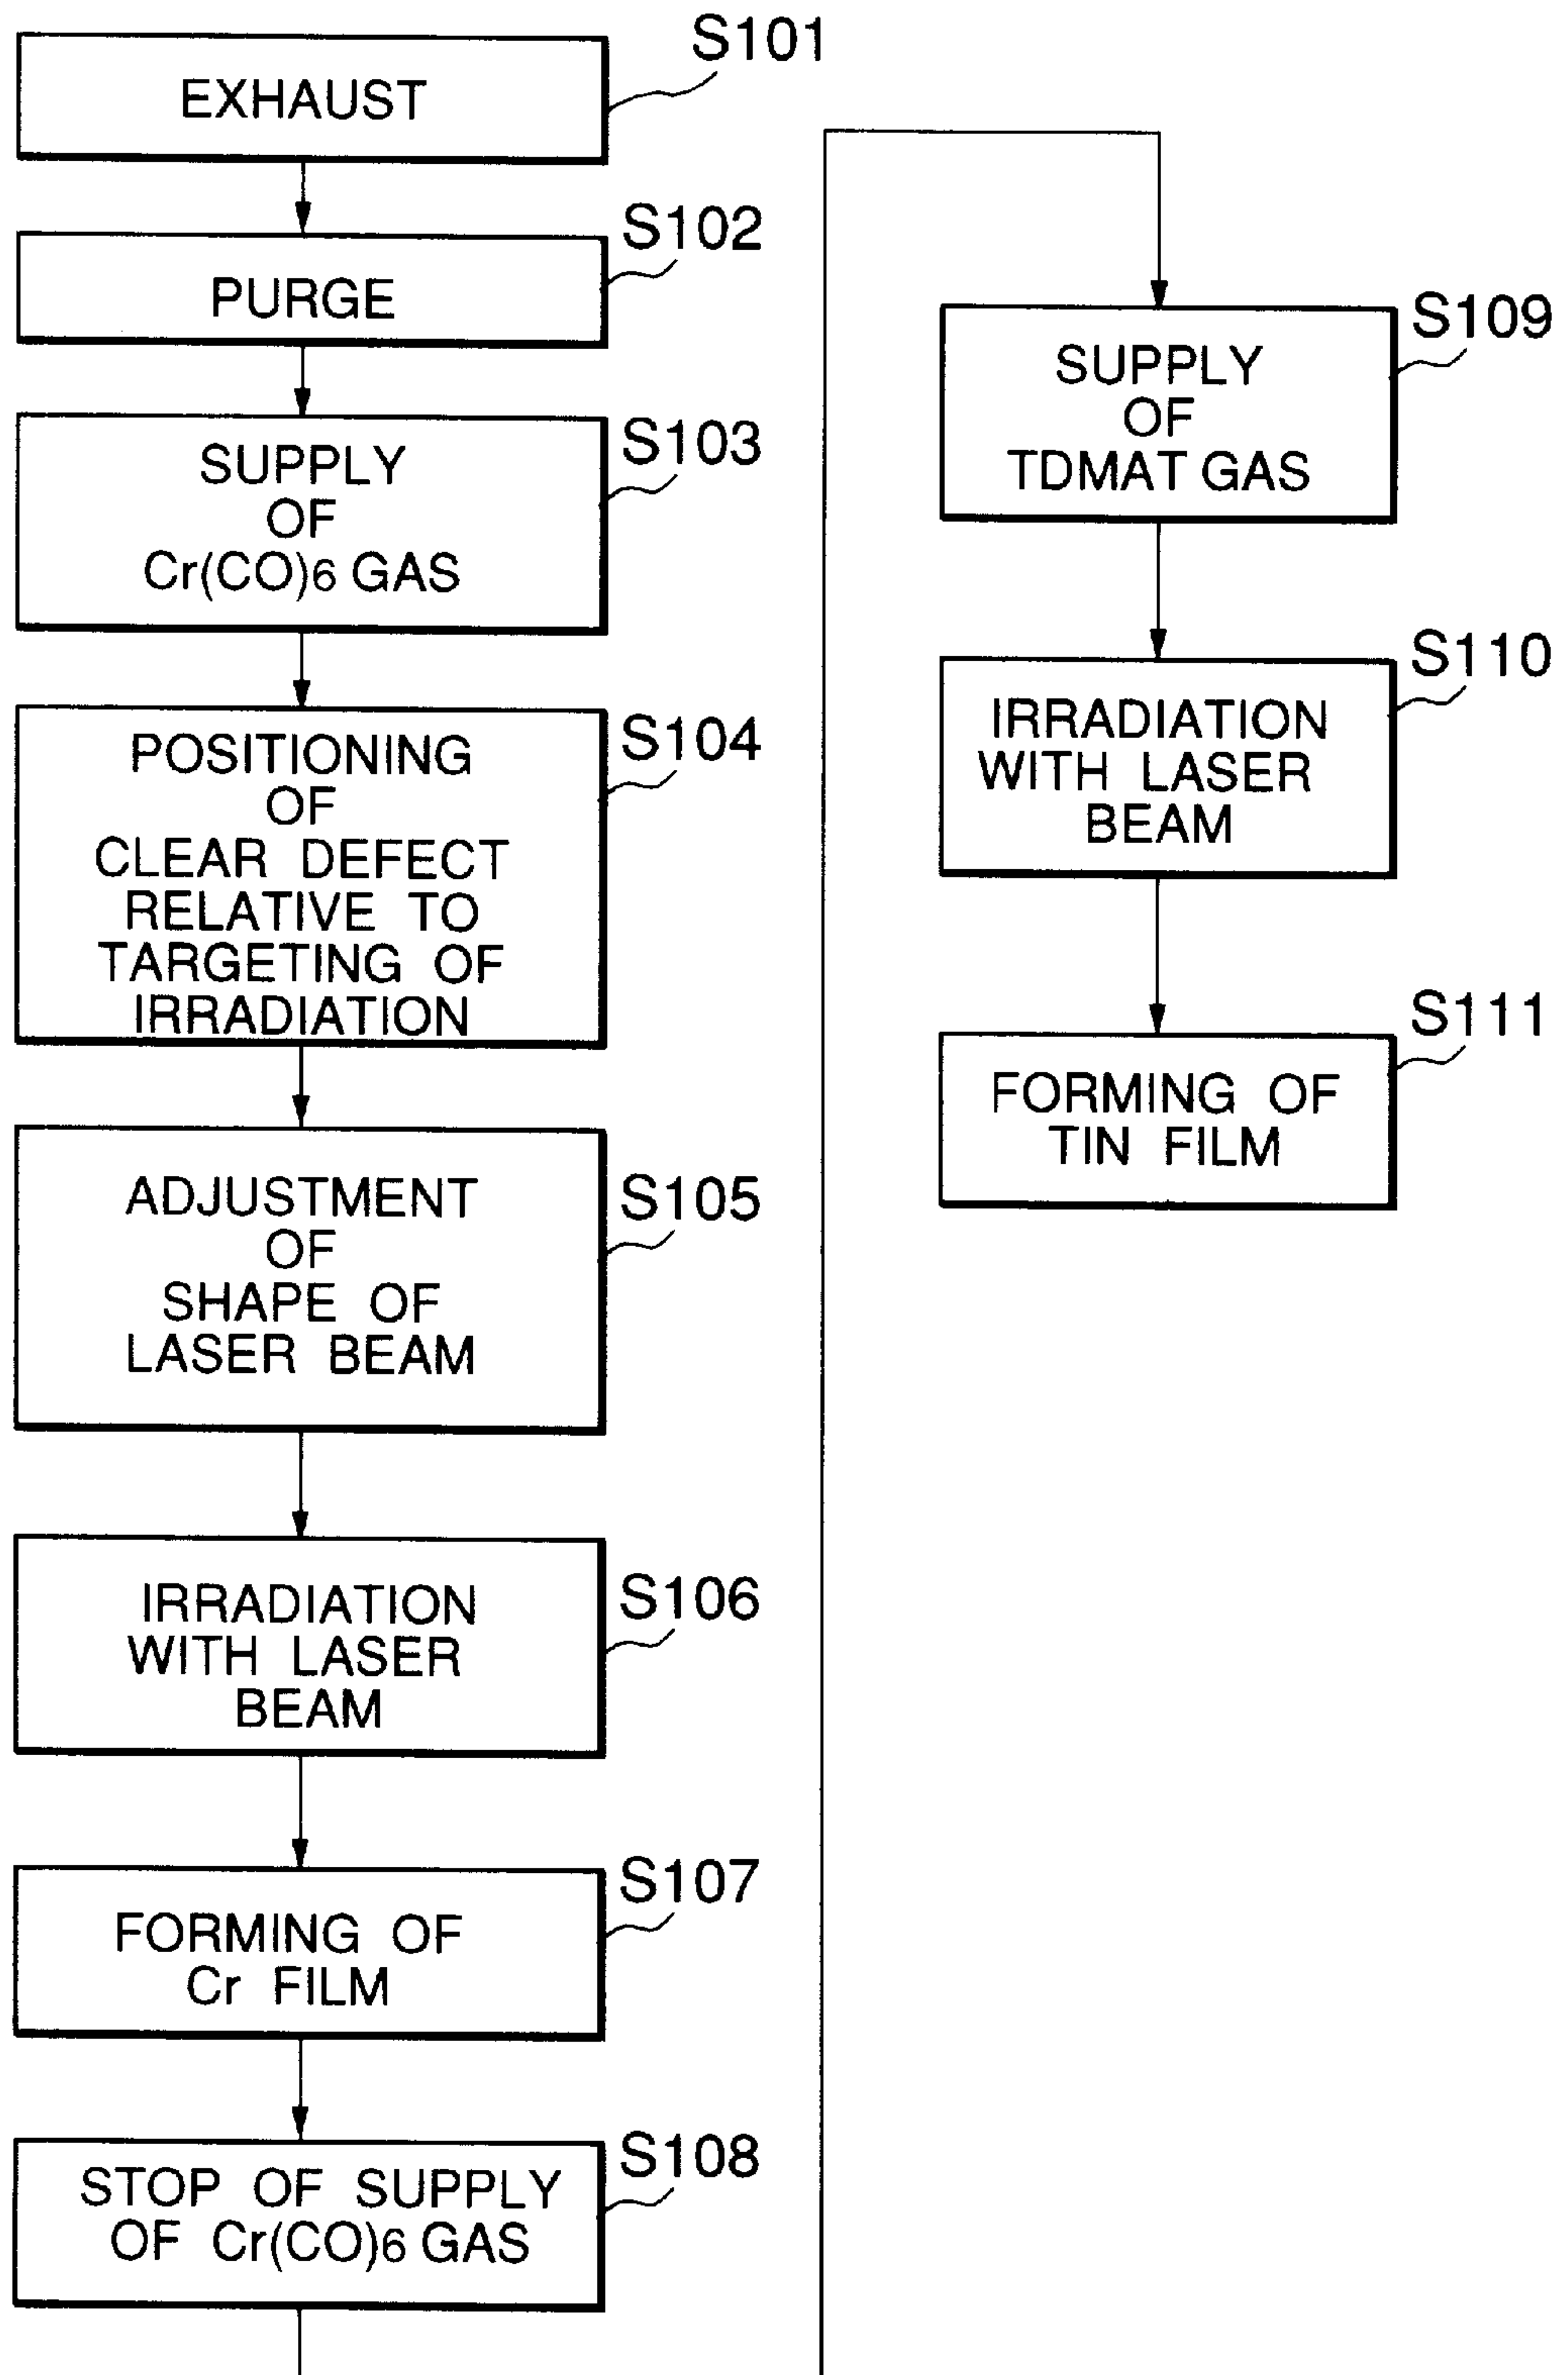 S101
EXHAUST
S102
PURGE
S103
SUPPLY
OF
Cr(CO)6 GAS
S104
POSITIONING
OF
CLEAR DEFECT
RELATIVE TO
TARGETING OF
IRRADIATION
S105
ADJUSTMENT
OF
SHAPE OF
LASER BEAM
S106
IRRADIATION
WITH LASER
BEAM
S107
FORMING OF
Cr FILM
S108
STOP OF SUPPLY
OF Cr(CO)6 GAS
S109
SUPPLY
OF
TDMAT GAS
S110
IRRADIATION
WITH LASER
BEAM
S111
FORMING OF
TIN FILM